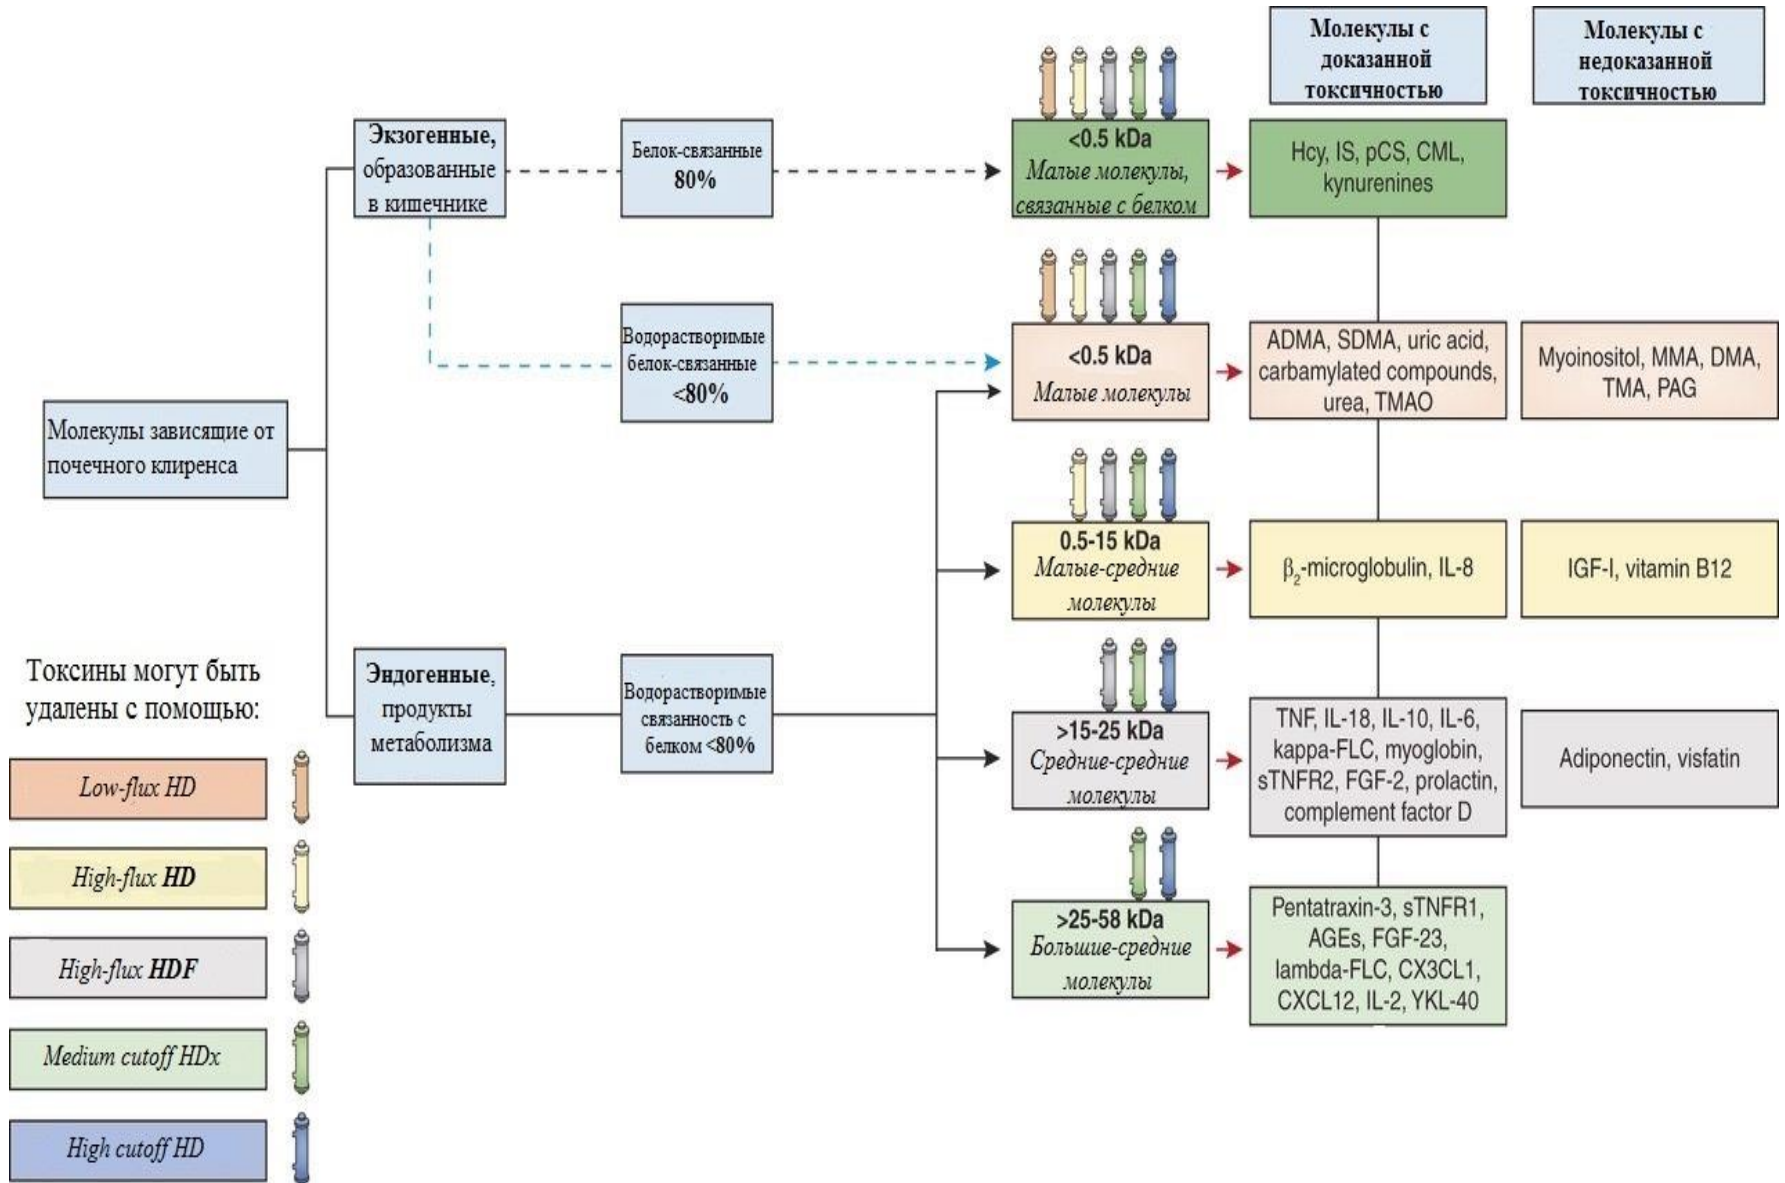 Молекулы с
доказанной
токсичностью
Молекулы с
недоказанной
токсичностью
Экзогенные,
образованные
в кишечнике
Белок-связанные
80%
<0.5 kDa
Малые молекулы,
связанные с белком
Hcy, IS, pCS, CML,
kynurenines
Водорастворимые
белок-связанные
<80%
<0.5 kDa
Малые молекулы
ADMA, SDMA, uric acid,
carbamylated compounds,
urea, TMAO
Myoinositol, MMA, DMA,
TMA, PAG
Молекулы зависящие от
почечного клиренса
0.5-15 kDa
Малые-средние
молекулы
β₂-microglobulin, IL-8
IGF-I, vitamin B12
Эндогенные,
продукты
метаболизма
Водорастворимые
связанность с
белком <80%
>15-25 kDa
Средние-средние
молекулы
TNF, IL-18, IL-10, IL-6,
kappa-FLC, myoglobin,
sTNFR2, FGF-2, prolactin,
complement factor D
Adiponectin, visfatin
>25-58 kDa
Большие-средние
молекулы
Pentatraxin-3, sTNFR1,
AGEs, FGF-23,
lambda-FLC, CX3CL1,
CXCL12, IL-2, YKL-40
Токсины могут быть
удалены с помощью:
Low-flux HD
High-flux HD
High-flux HDF
Medium cutoff HDx
High cutoff HD